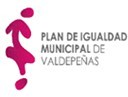 PLAN DE IGUALDAD
MUNICIPAL DE
VALDEPEÑAS